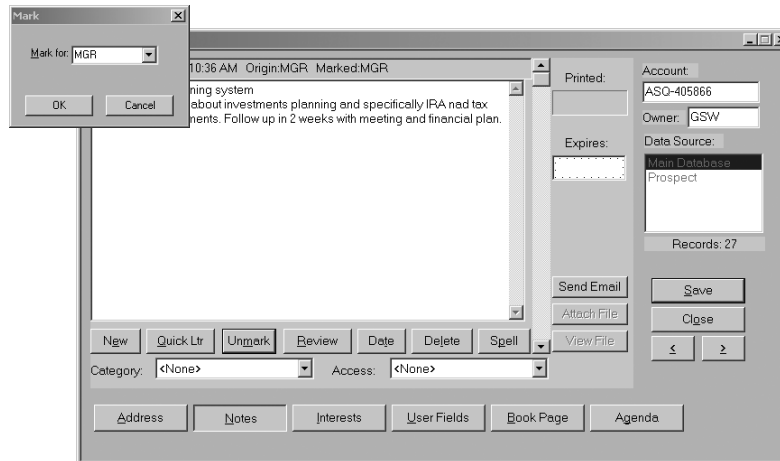 Mark
Mark for: MGR
OK Cancel
10:36 AM Origin:MGR Marked:MGR
ning system
about investments planning and specifically IRA nad tax
nents. Follow up in 2 weeks with meeting and financial plan.
Printed:
Expires:
Send Email
Attach File
View File
Account:
ASQ-405866
Owner: GSW
Data Source:
Main Database
Prospect
Records: 27
Save
Close
< >
New Quick Ltr Unmark Review Date Delete Spell
Category: <None> Access: <None>
Address Notes Interests User Fields Book Page Agenda